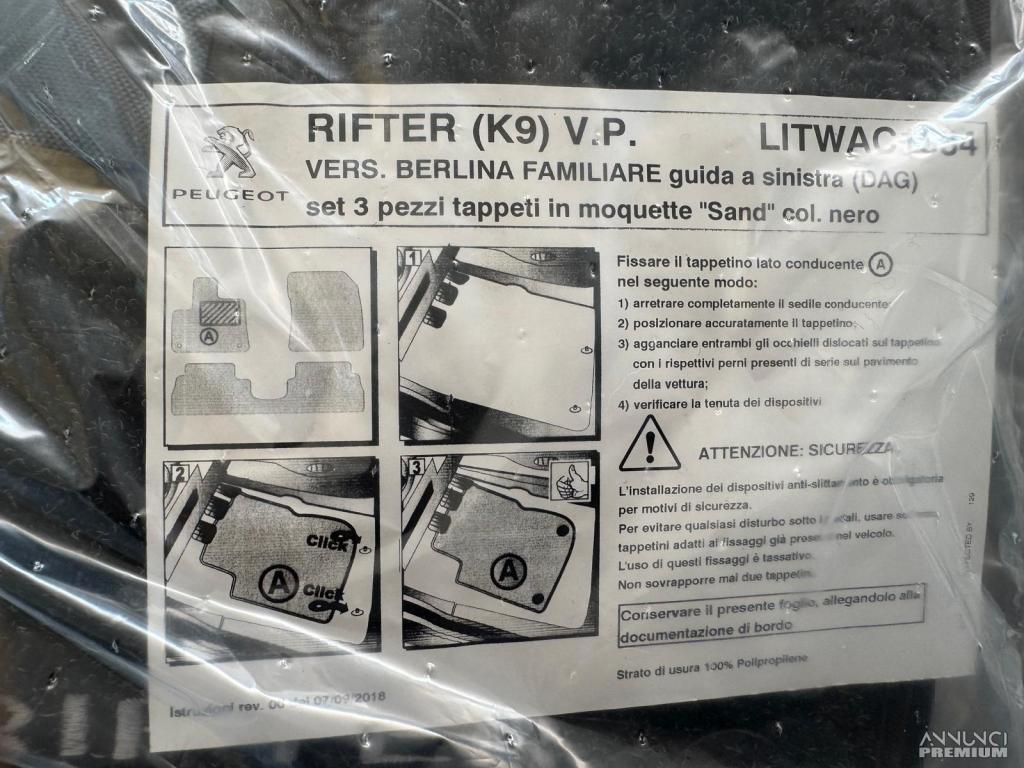 RIFTER (K9) V.P.
VERS. BERLINA FAMILIARE guida a sinistra (DAG)
set 3 pezzi tappeti in moquette "Sand" col. nero
PEUGEOT
A
1
2
Click
Click
A
3
A
Fissare il tappetino lato conducente A
nel seguente modo:
1) arretrare completamente il sedile conducente
2) posizionare accuratamente il tappetino;
3) agganciare entrambi gli occhielli dislocati sul tappetino
con i rispettivi perni presenti di serie sul pavimento
della vettura;
4) verificare la tenuta dei dispositivi
ATTENZIONE: SICUREZZA
L'installazione dei dispositivi anti-slittamento è obbligatoria
per motivi di sicurezza.
Per evitare qualsiasi disturbo sotto i pedali, usare
tappetini adatti ai fissaggi già presenti nel veicolo.
L'uso di questi fissaggi è tassativo
Non sovrapporre mai due tappetini
Conservare il presente foglio, allegandolo alla
documentazione di bordo
Strato di usura 100% Polipropilene
Istruzioni rev. 00 del 07/09/2018
129
ANNUNCI
PREMIUM